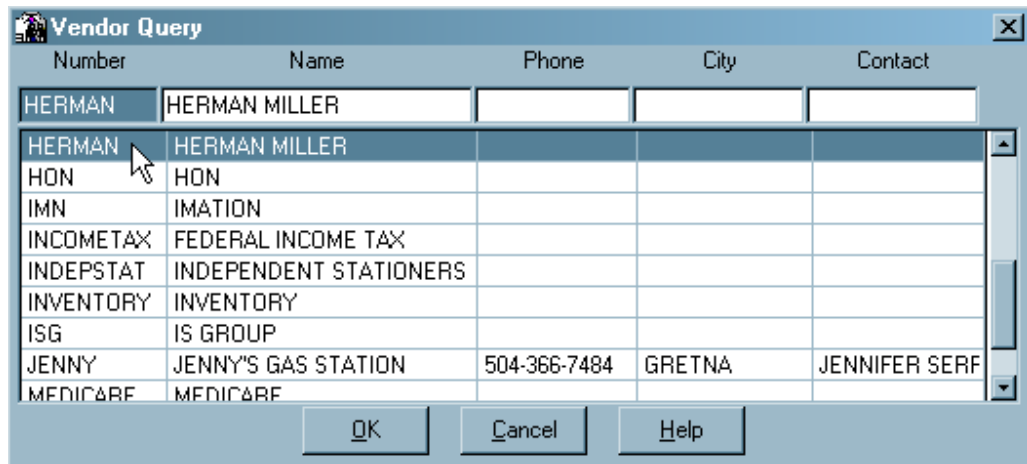 Vendor Query
Number Name Phone City Contact
HERMAN HERMAN MILLER
HERMAN HERMAN MILLER
HON HON
IMN IMATION
INCOMETAX FEDERAL INCOME TAX
INDEPSTAT INDEPENDENT STATIONERS
INVENTORY INVENTORY
ISG IS GROUP
JENNY JENNY'S GAS STATION 504-366-7484 GRETNA JENNIFER
MEDICARE MEDICARE
OK Cancel Help